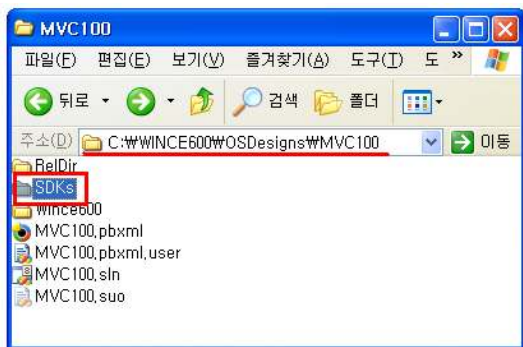 MVC100
파일(F) 편집(E) 보기(V) 즐겨찾기(A) 도구(T) 도 »
뒤로 검색 폴더
주소(D) C:₩WINCE600₩OSDesigns₩MVC100 이동
RelDir
SDKs
Wince600
MVC100.pbxml
MVC100.pbxml.user
MVC100.sln
MVC100.suo